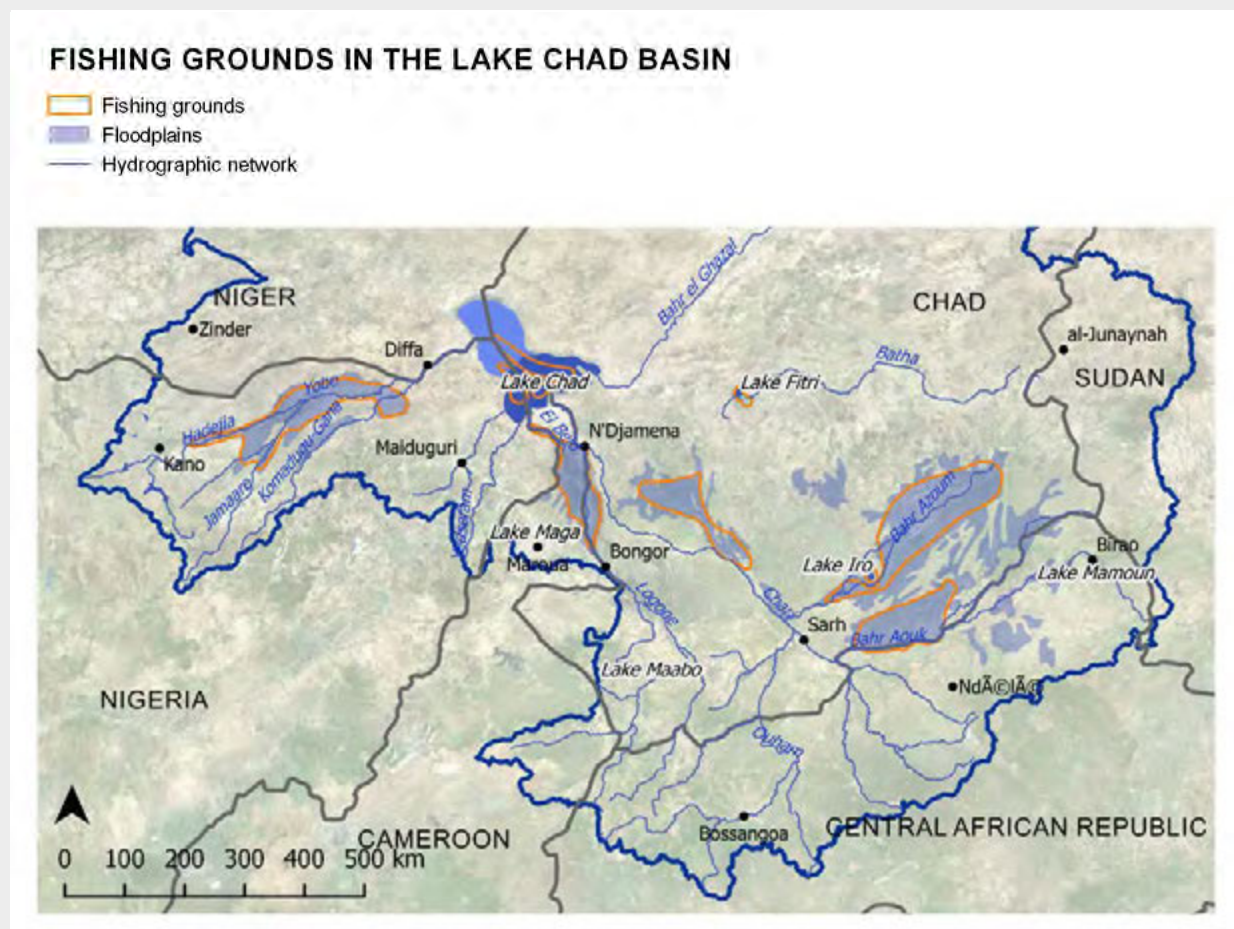 FISHING GROUNDS IN THE LAKE CHAD BASIN
Fishing grounds
Floodplains
Hydrographic network
Bahr el Ghazal
NIGER
CHAD
Zinder
al-Junaynah
Diffa
Batha
SUDAN
Lake Chad
Lake Fitri
Yobe
Hadejia
El Beid
N'Djamena
Komadugu-Gana
Maiduguri
Kano
Jamaare
Bahr Azoum
Lake Maga
Maroua
Bongor
Birao
Lake Iro
Lake Mamoun
Logone
Chari
Sarh
Bahr Aouk
Lake Maabo
NdÃ©lÃ©
NIGERIA
Ouham
Bossangoa
CENTRAL AFRICAN REPUBLIC
CAMEROON
0 100 200 300 400 500 km